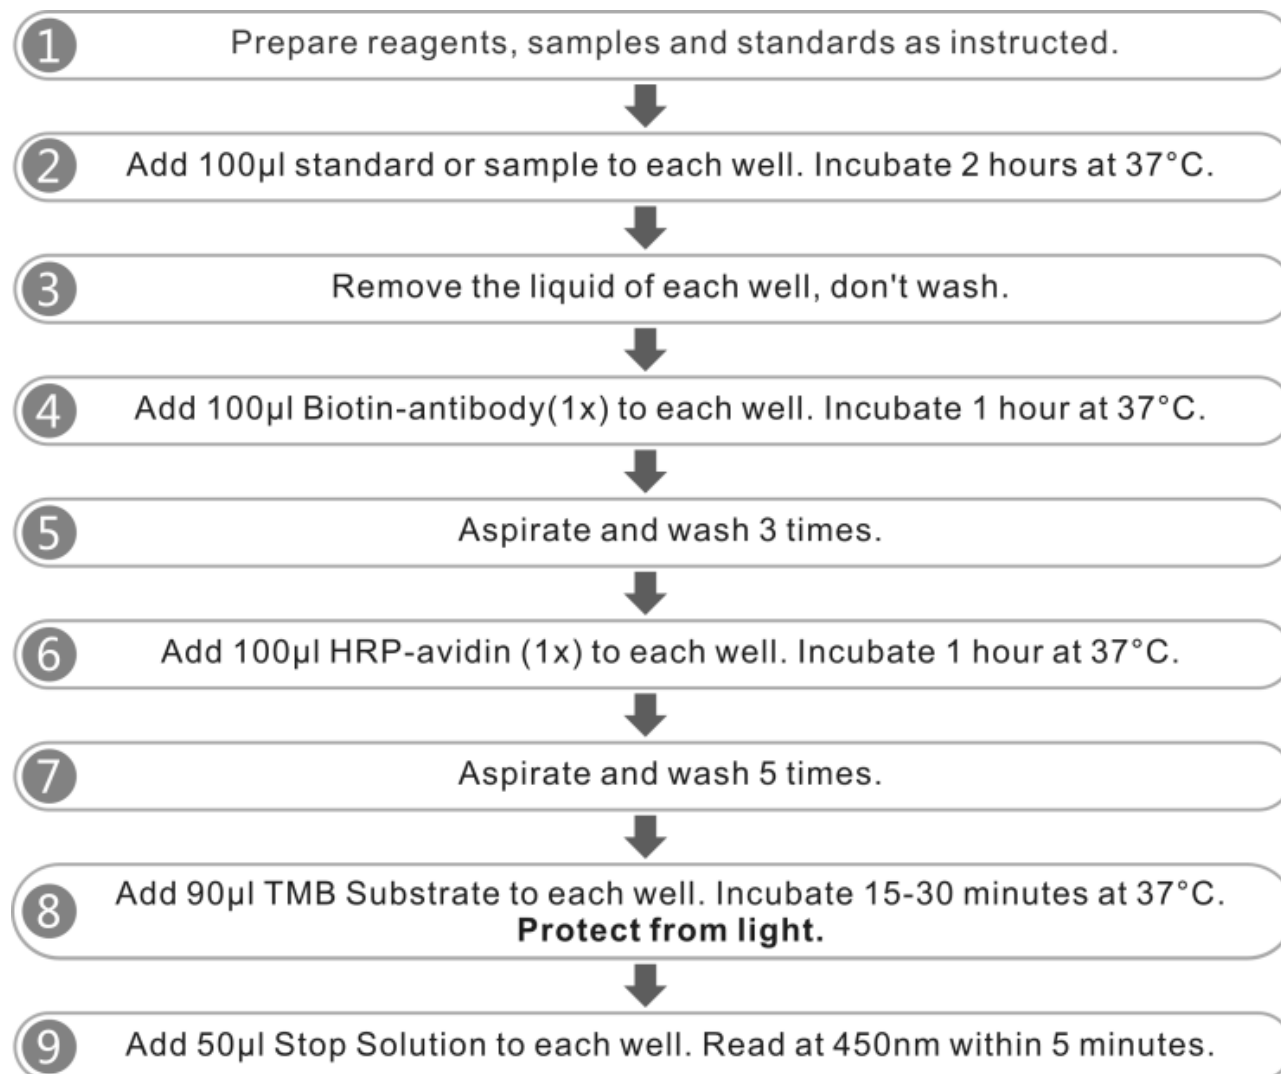 1 Prepare reagents, samples and standards as instructed.
2 Add 100µl standard or sample to each well. Incubate 2 hours at 37°C.
3 Remove the liquid of each well, don't wash.
4 Add 100µl Biotin-antibody(1x) to each well. Incubate 1 hour at 37°C.
5 Aspirate and wash 3 times.
6 Add 100µl HRP-avidin (1x) to each well. Incubate 1 hour at 37°C.
7 Aspirate and wash 5 times.
8 Add 90µl TMB Substrate to each well. Incubate 15-30 minutes at 37°C.
Protect from light.
9 Add 50µl Stop Solution to each well. Read at 450nm within 5 minutes.